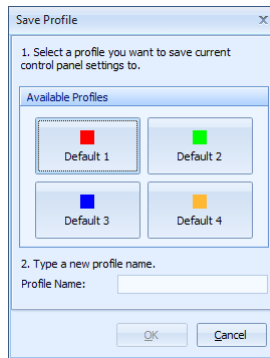 Save Profile x
1. Select a profile you want to save current
control panel settings to.
Available Profiles
Default 1 Default 2
Default 3 Default 4
2. Type a new profile name.
Profile Name:
OK Cancel